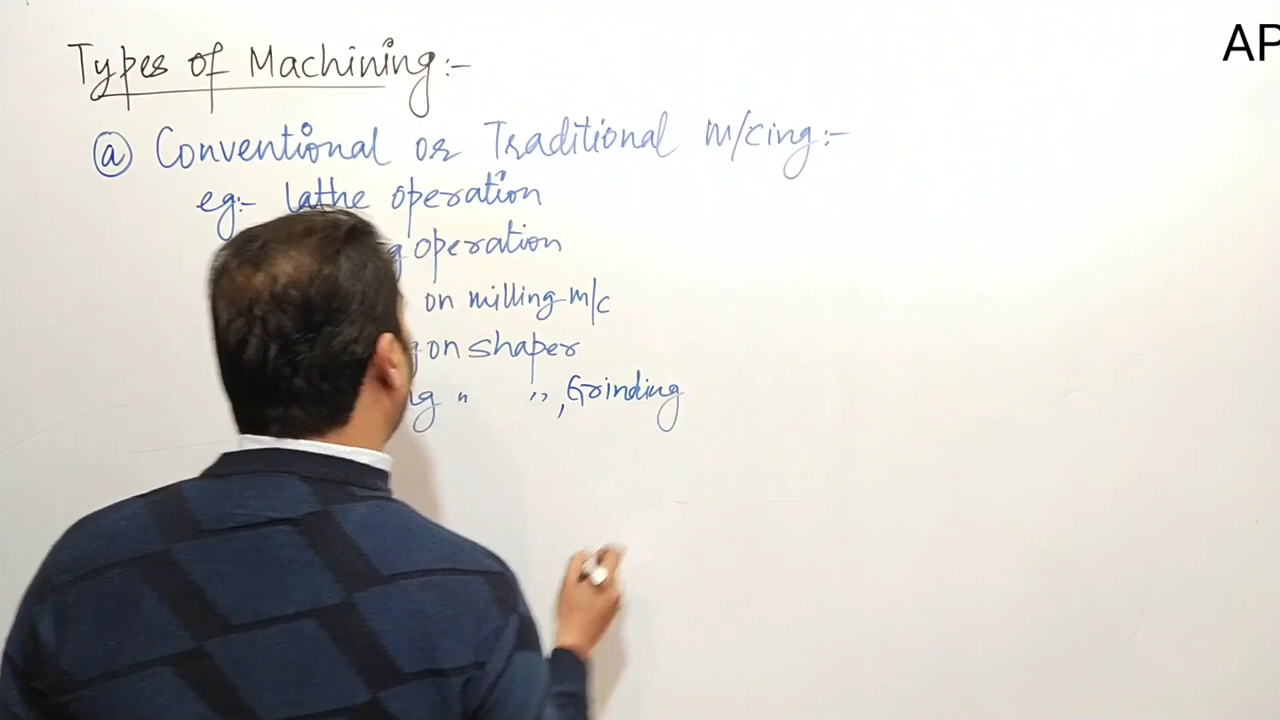 Types of Machining:-
AP
(a) Conventional or Traditional m/cing:-
eg:- lathe operation
operation
on milling m/c
on shaper
" ", Grinding